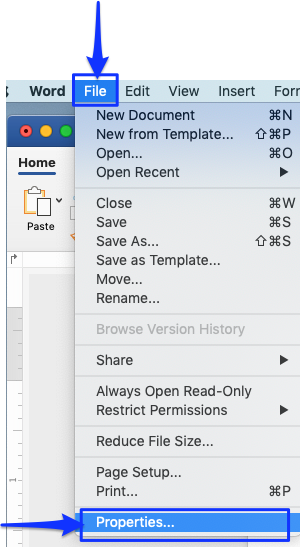 Word File Edit View Insert
New Document ⌘N
New from Template... ⇧⌘P
Open... ⌘O
Open Recent ▶
Home
Close ⌘W
Save ⌘S
Save As... ⇧⌘S
Paste
Save as Template...
Move...
Rename...
Browse Version History
Share ▶
Always Open Read-Only
Restrict Permissions ▶
Reduce File Size...
Page Setup...
1
Print... ⌘P
Properties...